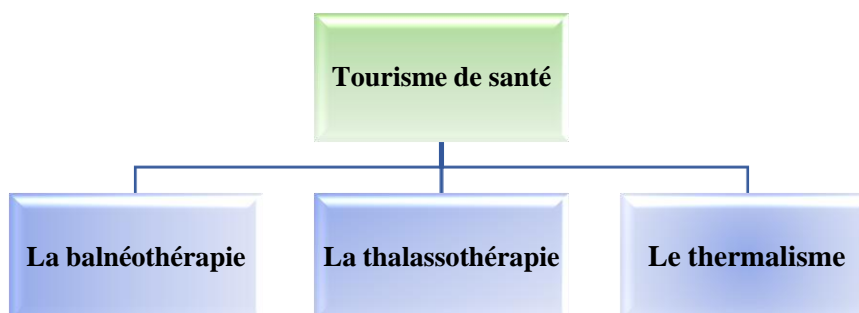 Tourisme de santé
La balnéothérapie
La thalassothérapie
Le thermalisme